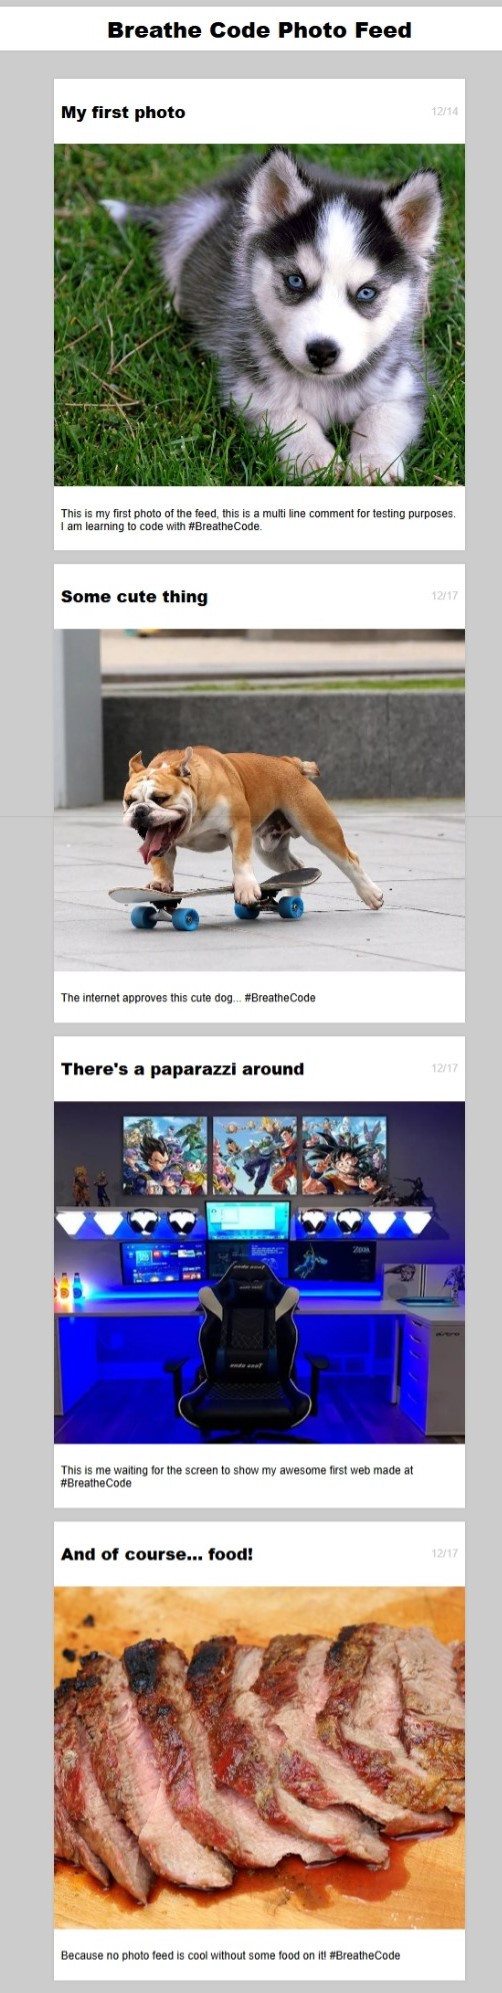 Breathe Code Photo Feed
My first photo 12/14
This is my first photo of the feed, this is a multi line comment for testing purposes.
I am learning to code with #BreatheCode.
Some cute thing 12/17
The internet approves this cute dog... #BreatheCode
There's a paparazzi around 12/17
This is me waiting for the screen to show my awesome first web made at
#BreatheCode
And of course... food! 12/17
Because no photo feed is cool without some food on it! #BreatheCode